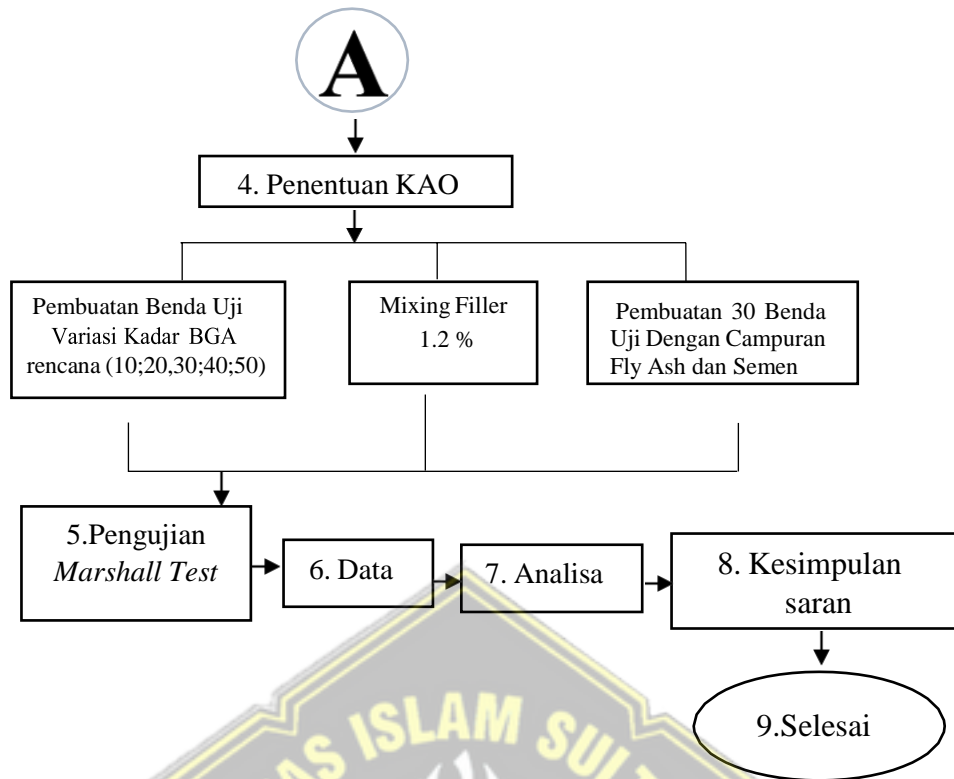 A
4. Penentuan KAO
Pembuatan Benda Uji
Variasi Kadar BGA
rencana (10;20,30;40;50)
Mixing Filler
1.2 %
Pembuatan 30 Benda
Uji Dengan Campuran
Fly Ash dan Semen
5.Pengujian
Marshall Test
6. Data
7. Analisa
8. Kesimpulan
saran
9.Selesai
ISLAM